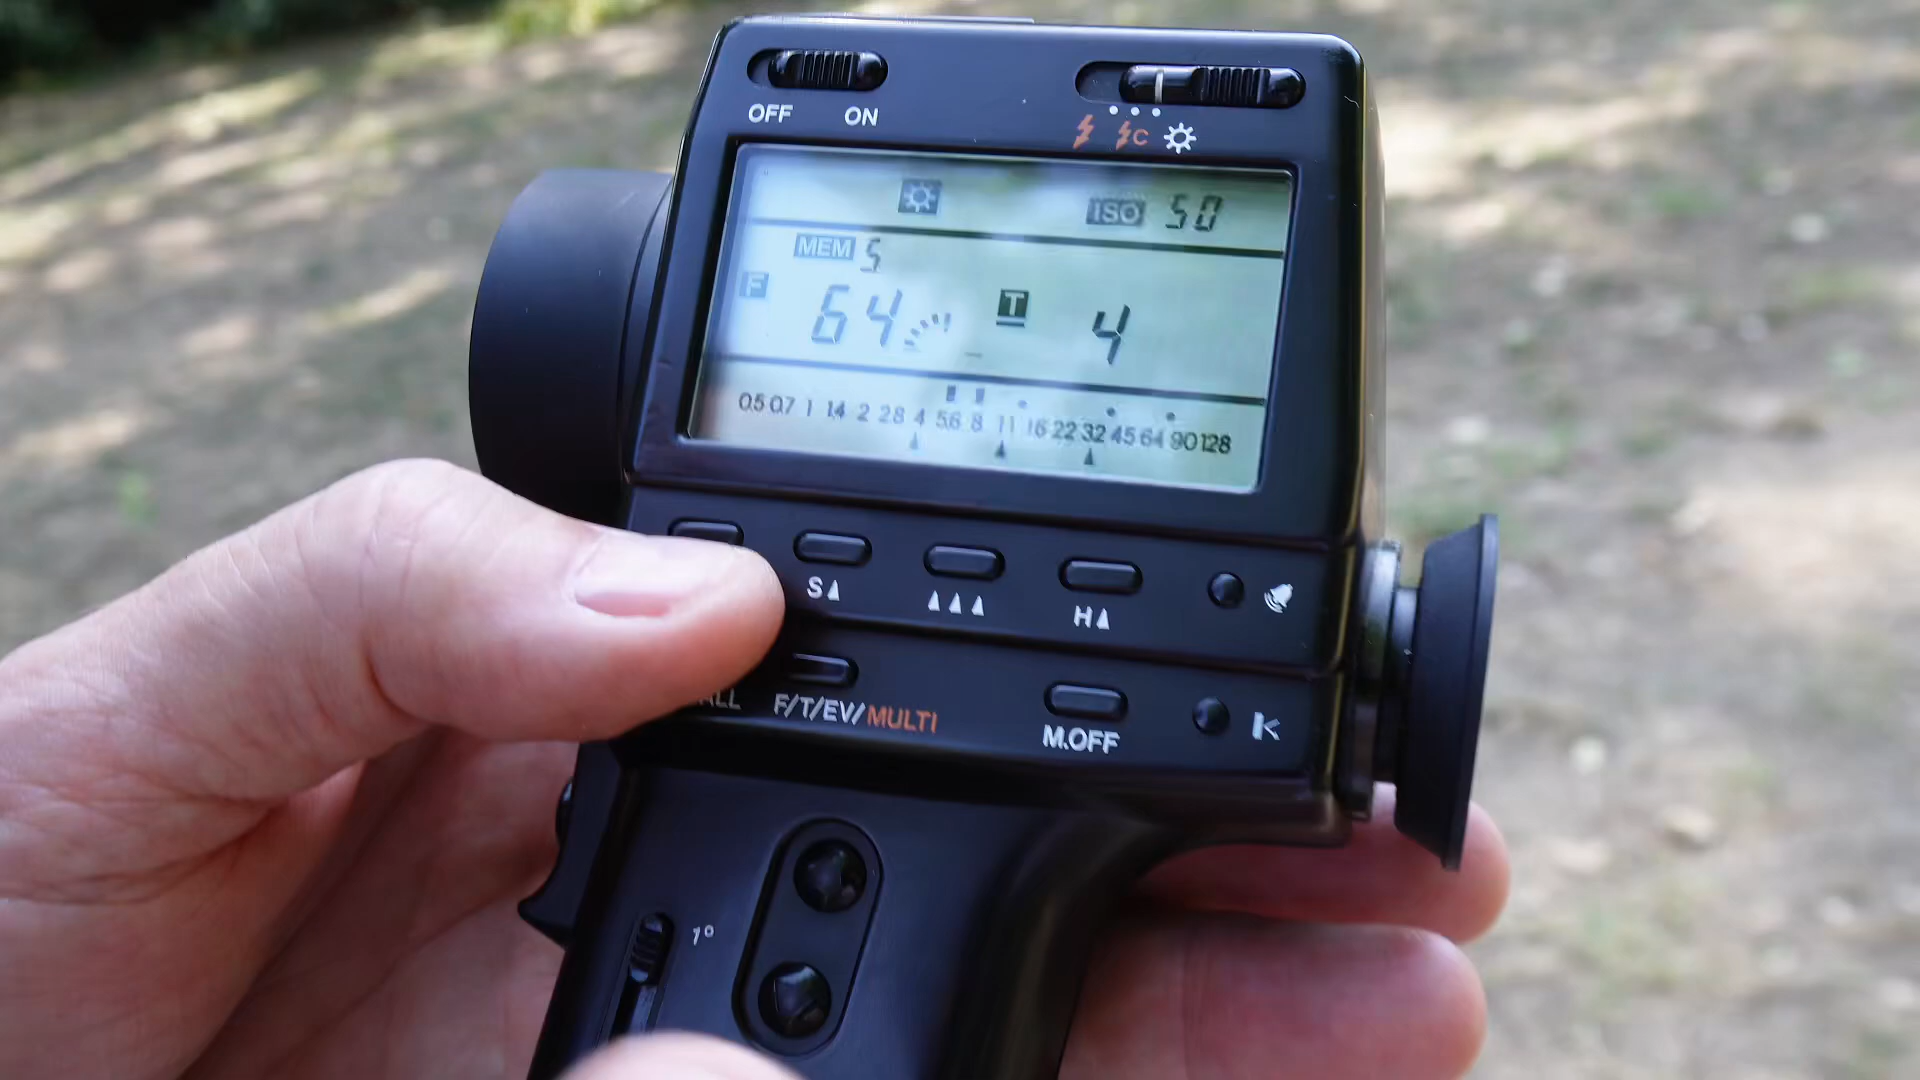 OFF ON
C
ISO 50
MEM 5
F 64 T 4
0.5 0.7 1 1.4 2 2.8 4 5.6 8 11 16 22 32 45 64 90 128
S
H
F/T/EV/MULTI
M.OFF
1°